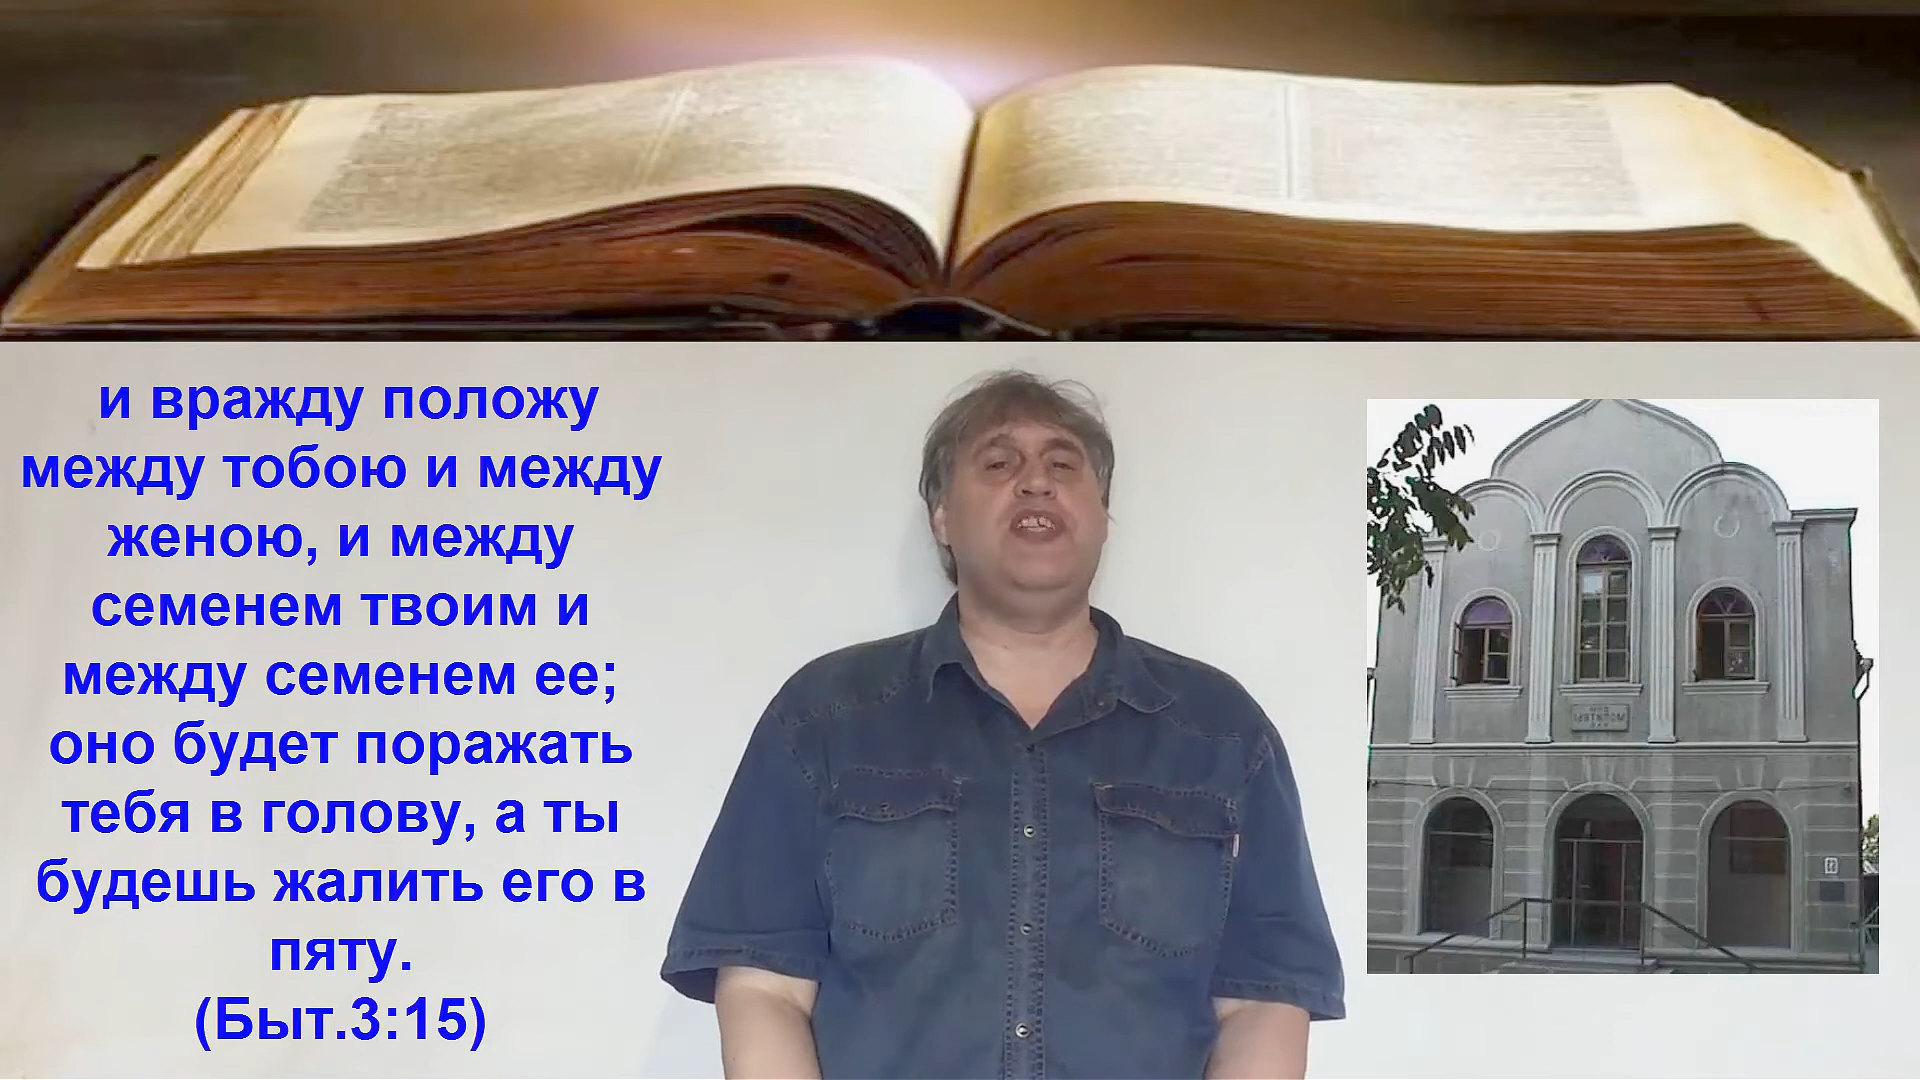 и вражду положу
между тобою и между
женою, и между
семенем твоим и
между семенем ее;
оно будет поражать
тебя в голову, а ты
будешь жалить его в
пяту.
(Быт.3:15)
МОЛИТВЫ